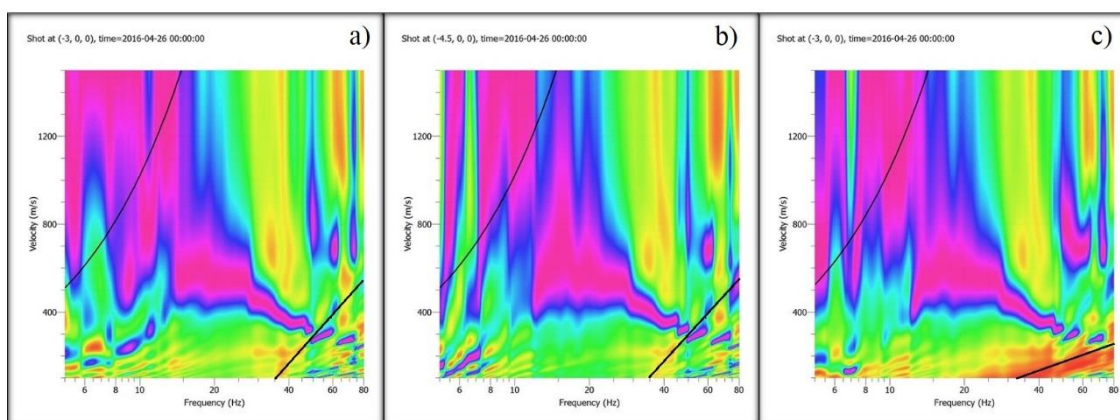 Shot at (-3, 0, 0), time=2016-04-26 00:00:00
a)
1200
800
400
Velocity (m/s)
6 8 10 20 40 60 80
Frequency (Hz)
Shot at (-4.5, 0, 0), time=2016-04-26 00:00:00
b)
1200
800
400
Velocity (m/s)
6 8 10 20 40 60 80
Frequency (Hz)
Shot at (-3, 0, 0), time=2016-04-26 00:00:00
c)
1200
800
400
Velocity (m/s)
6 8 10 20 40 60 80
Frequency (Hz)